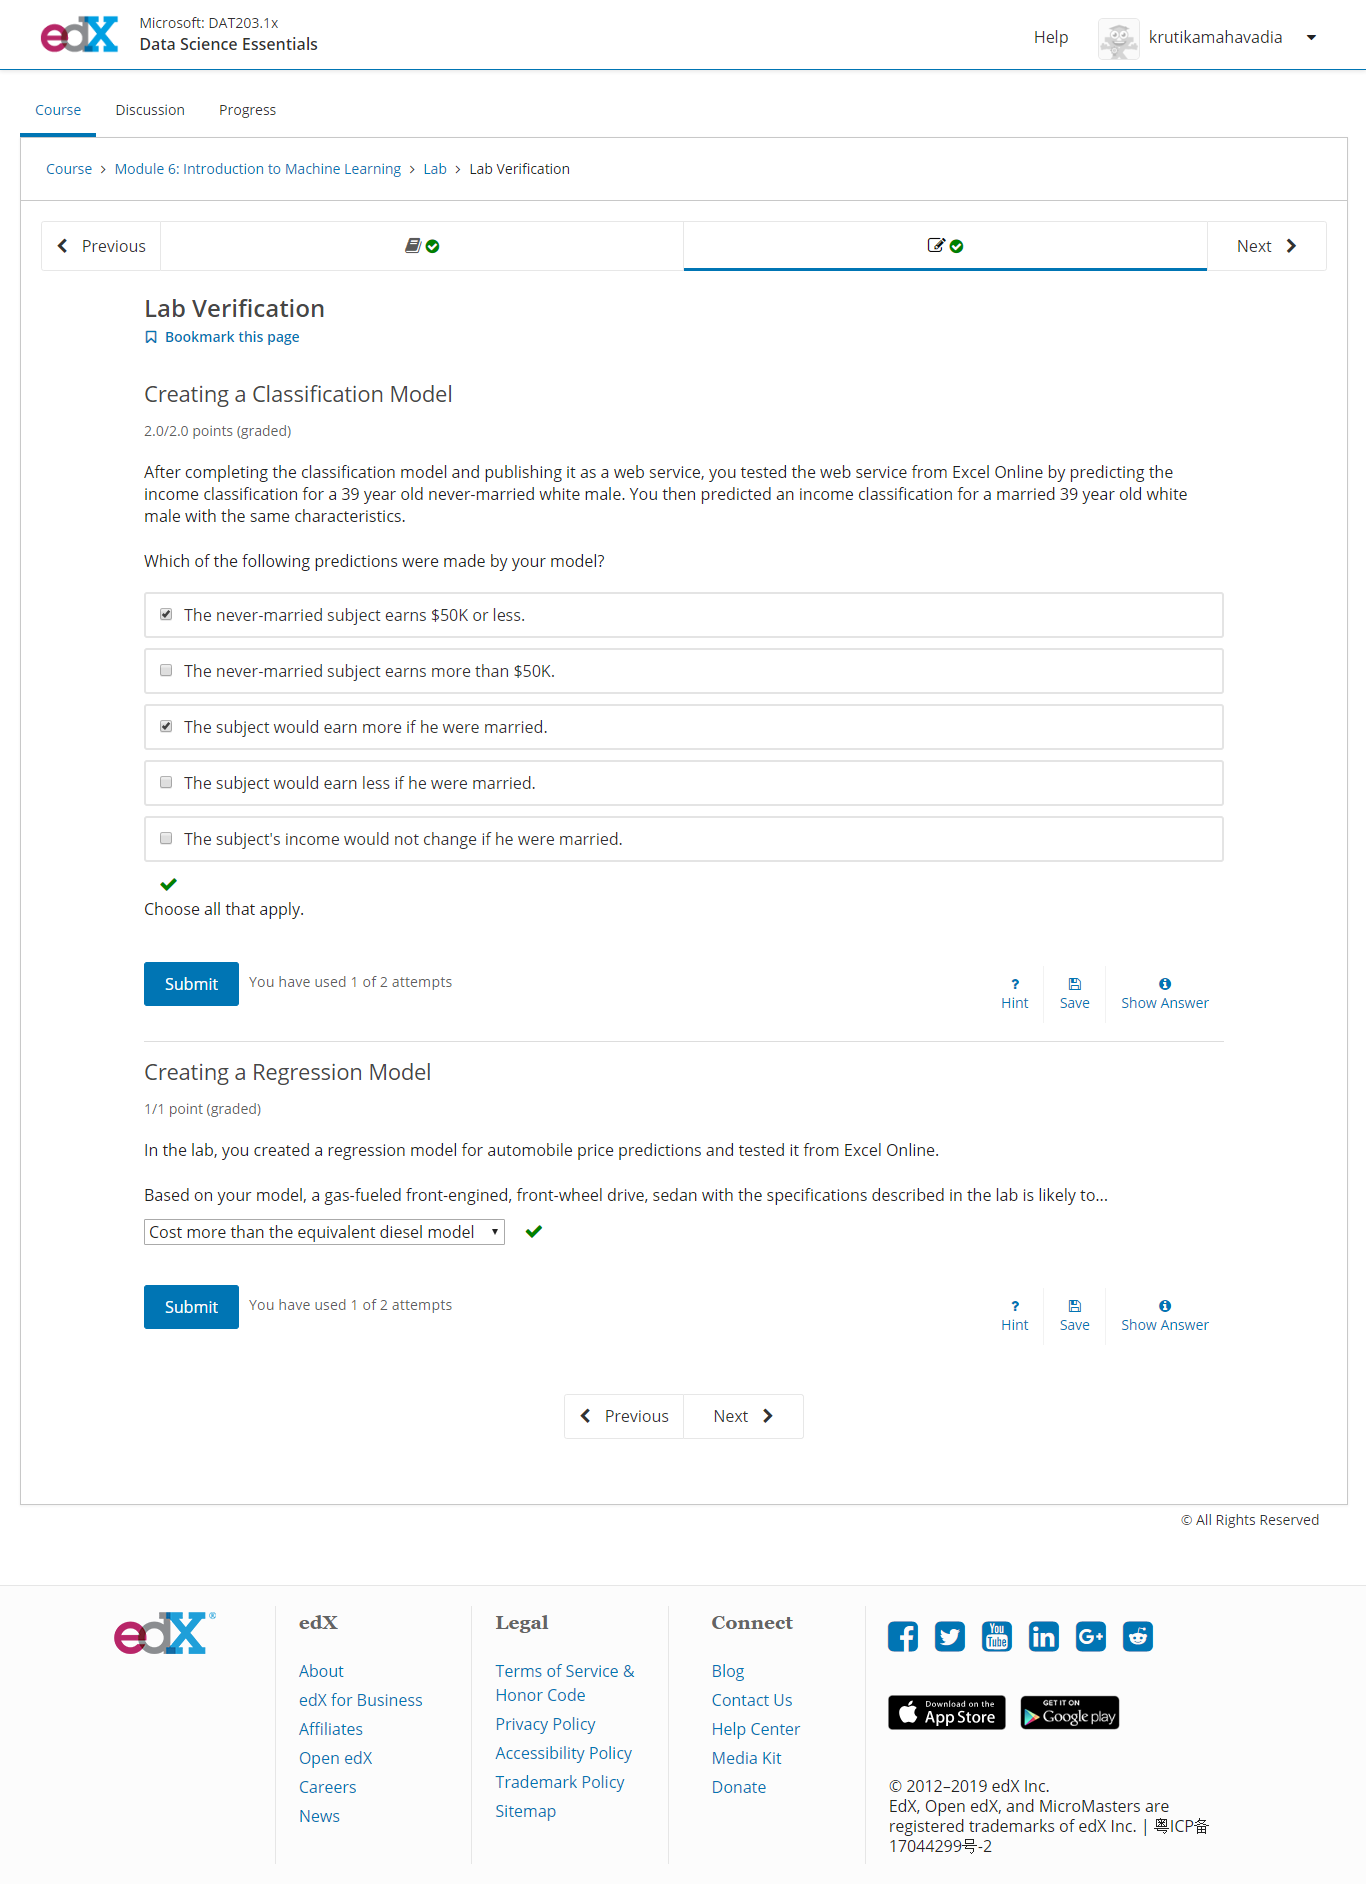 edX
Microsoft: DAT203.1x
Data Science Essentials
Help
krutikamahavadia
Course
Discussion
Progress
Course > Module 6: Introduction to Machine Learning > Lab > Lab Verification
Previous
Next
Lab Verification
Bookmark this page
Creating a Classification Model
2.0/2.0 points (graded)
After completing the classification model and publishing it as a web service, you tested the web service from Excel Online by predicting the
income classification for a 39 year old never-married white male. You then predicted an income classification for a married 39 year old white
male with the same characteristics.
Which of the following predictions were made by your model?
The never-married subject earns $50K or less.
The never-married subject earns more than $50K.
The subject would earn more if he were married.
The subject would earn less if he were married.
The subject's income would not change if he were married.
Choose all that apply.
Submit
You have used 1 of 2 attempts
? Hint
Save
Show Answer
Creating a Regression Model
1/1 point (graded)
In the lab, you created a regression model for automobile price predictions and tested it from Excel Online.
Based on your model, a gas-fueled front-engined, front-wheel drive, sedan with the specifications described in the lab is likely to...
Cost more than the equivalent diesel model
Submit
You have used 1 of 2 attempts
? Hint
Save
Show Answer
Previous
Next
© All Rights Reserved
edX®
edX
About
edX for Business
Affiliates
Open edX
Careers
News
Legal
Terms of Service &
Honor Code
Privacy Policy
Accessibility Policy
Trademark Policy
Sitemap
Connect
Blog
Contact Us
Help Center
Media Kit
Donate
You
Tube
in
G+
Download on the
App Store
GET IT ON
Google play
© 2012–2019 edX Inc.
EdX, Open edX, and MicroMasters are
registered trademarks of edX Inc. | 粤ICP备
17044299号-2